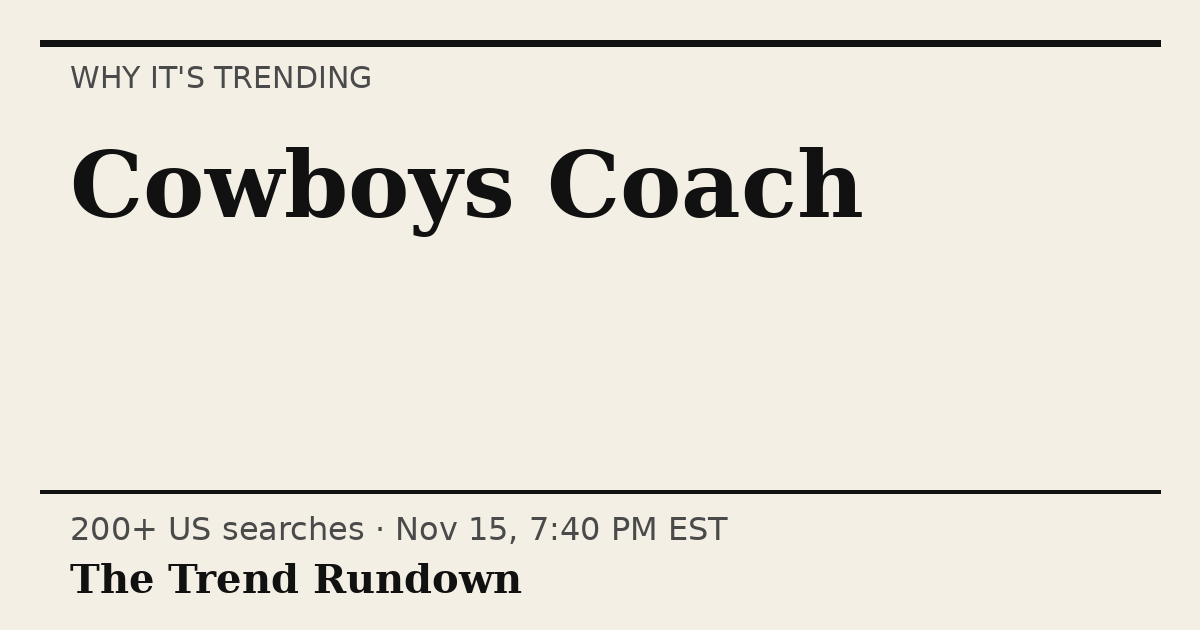 WHY IT'S TRENDING
Cowboys Coach
200+ US searches · Nov 15, 7:40 PM EST
The Trend Rundown